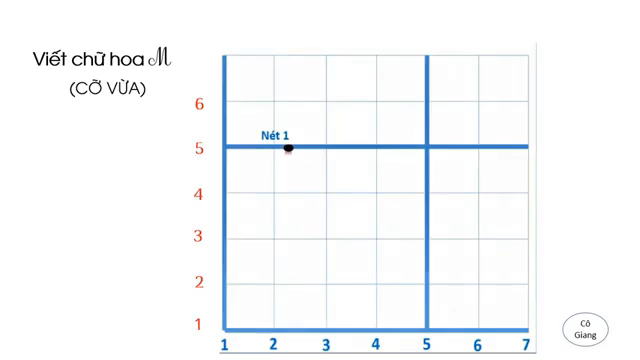 Viết chữ hoa M
(CỠ VỪA)
6
Nét 1
5
4
3
2
1
1 2 3 4 5 6 7
Cô
Giang